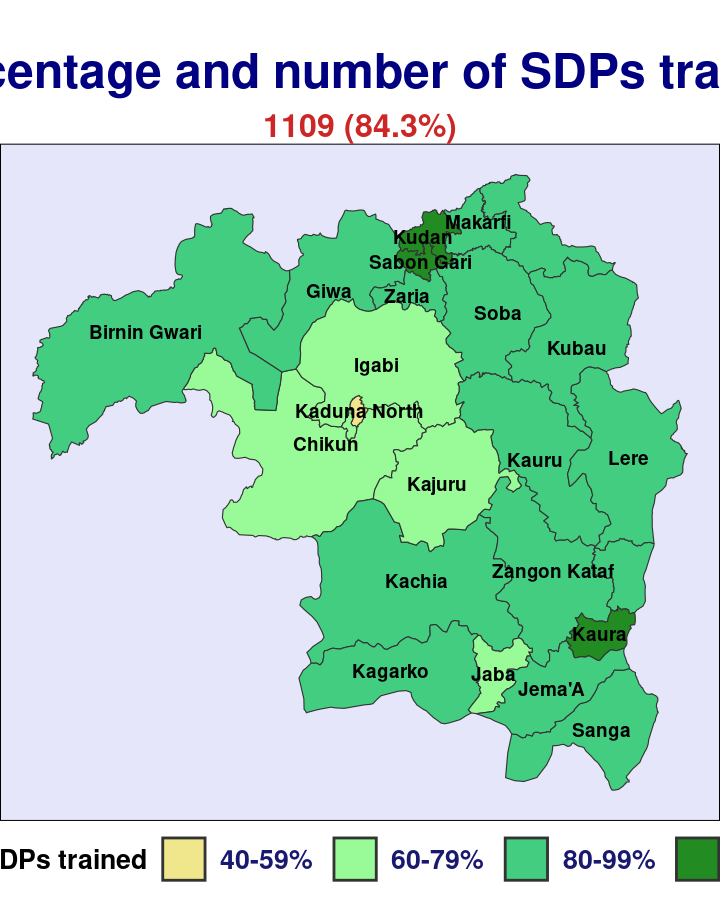 centage and number of SDPs tra
1109 (84.3%)
Makarfi
Kudan
Sabon Gari
Giwa
Zaria
Soba
Birnin Gwari
Kubau
Igabi
Kaduna North
Chikun
Kauru
Lere
Kajuru
Zangon Kataf
Kachia
Kaura
Kagarko
Jaba
Jema'A
Sanga
DPs trained 40-59% 60-79% 80-99%